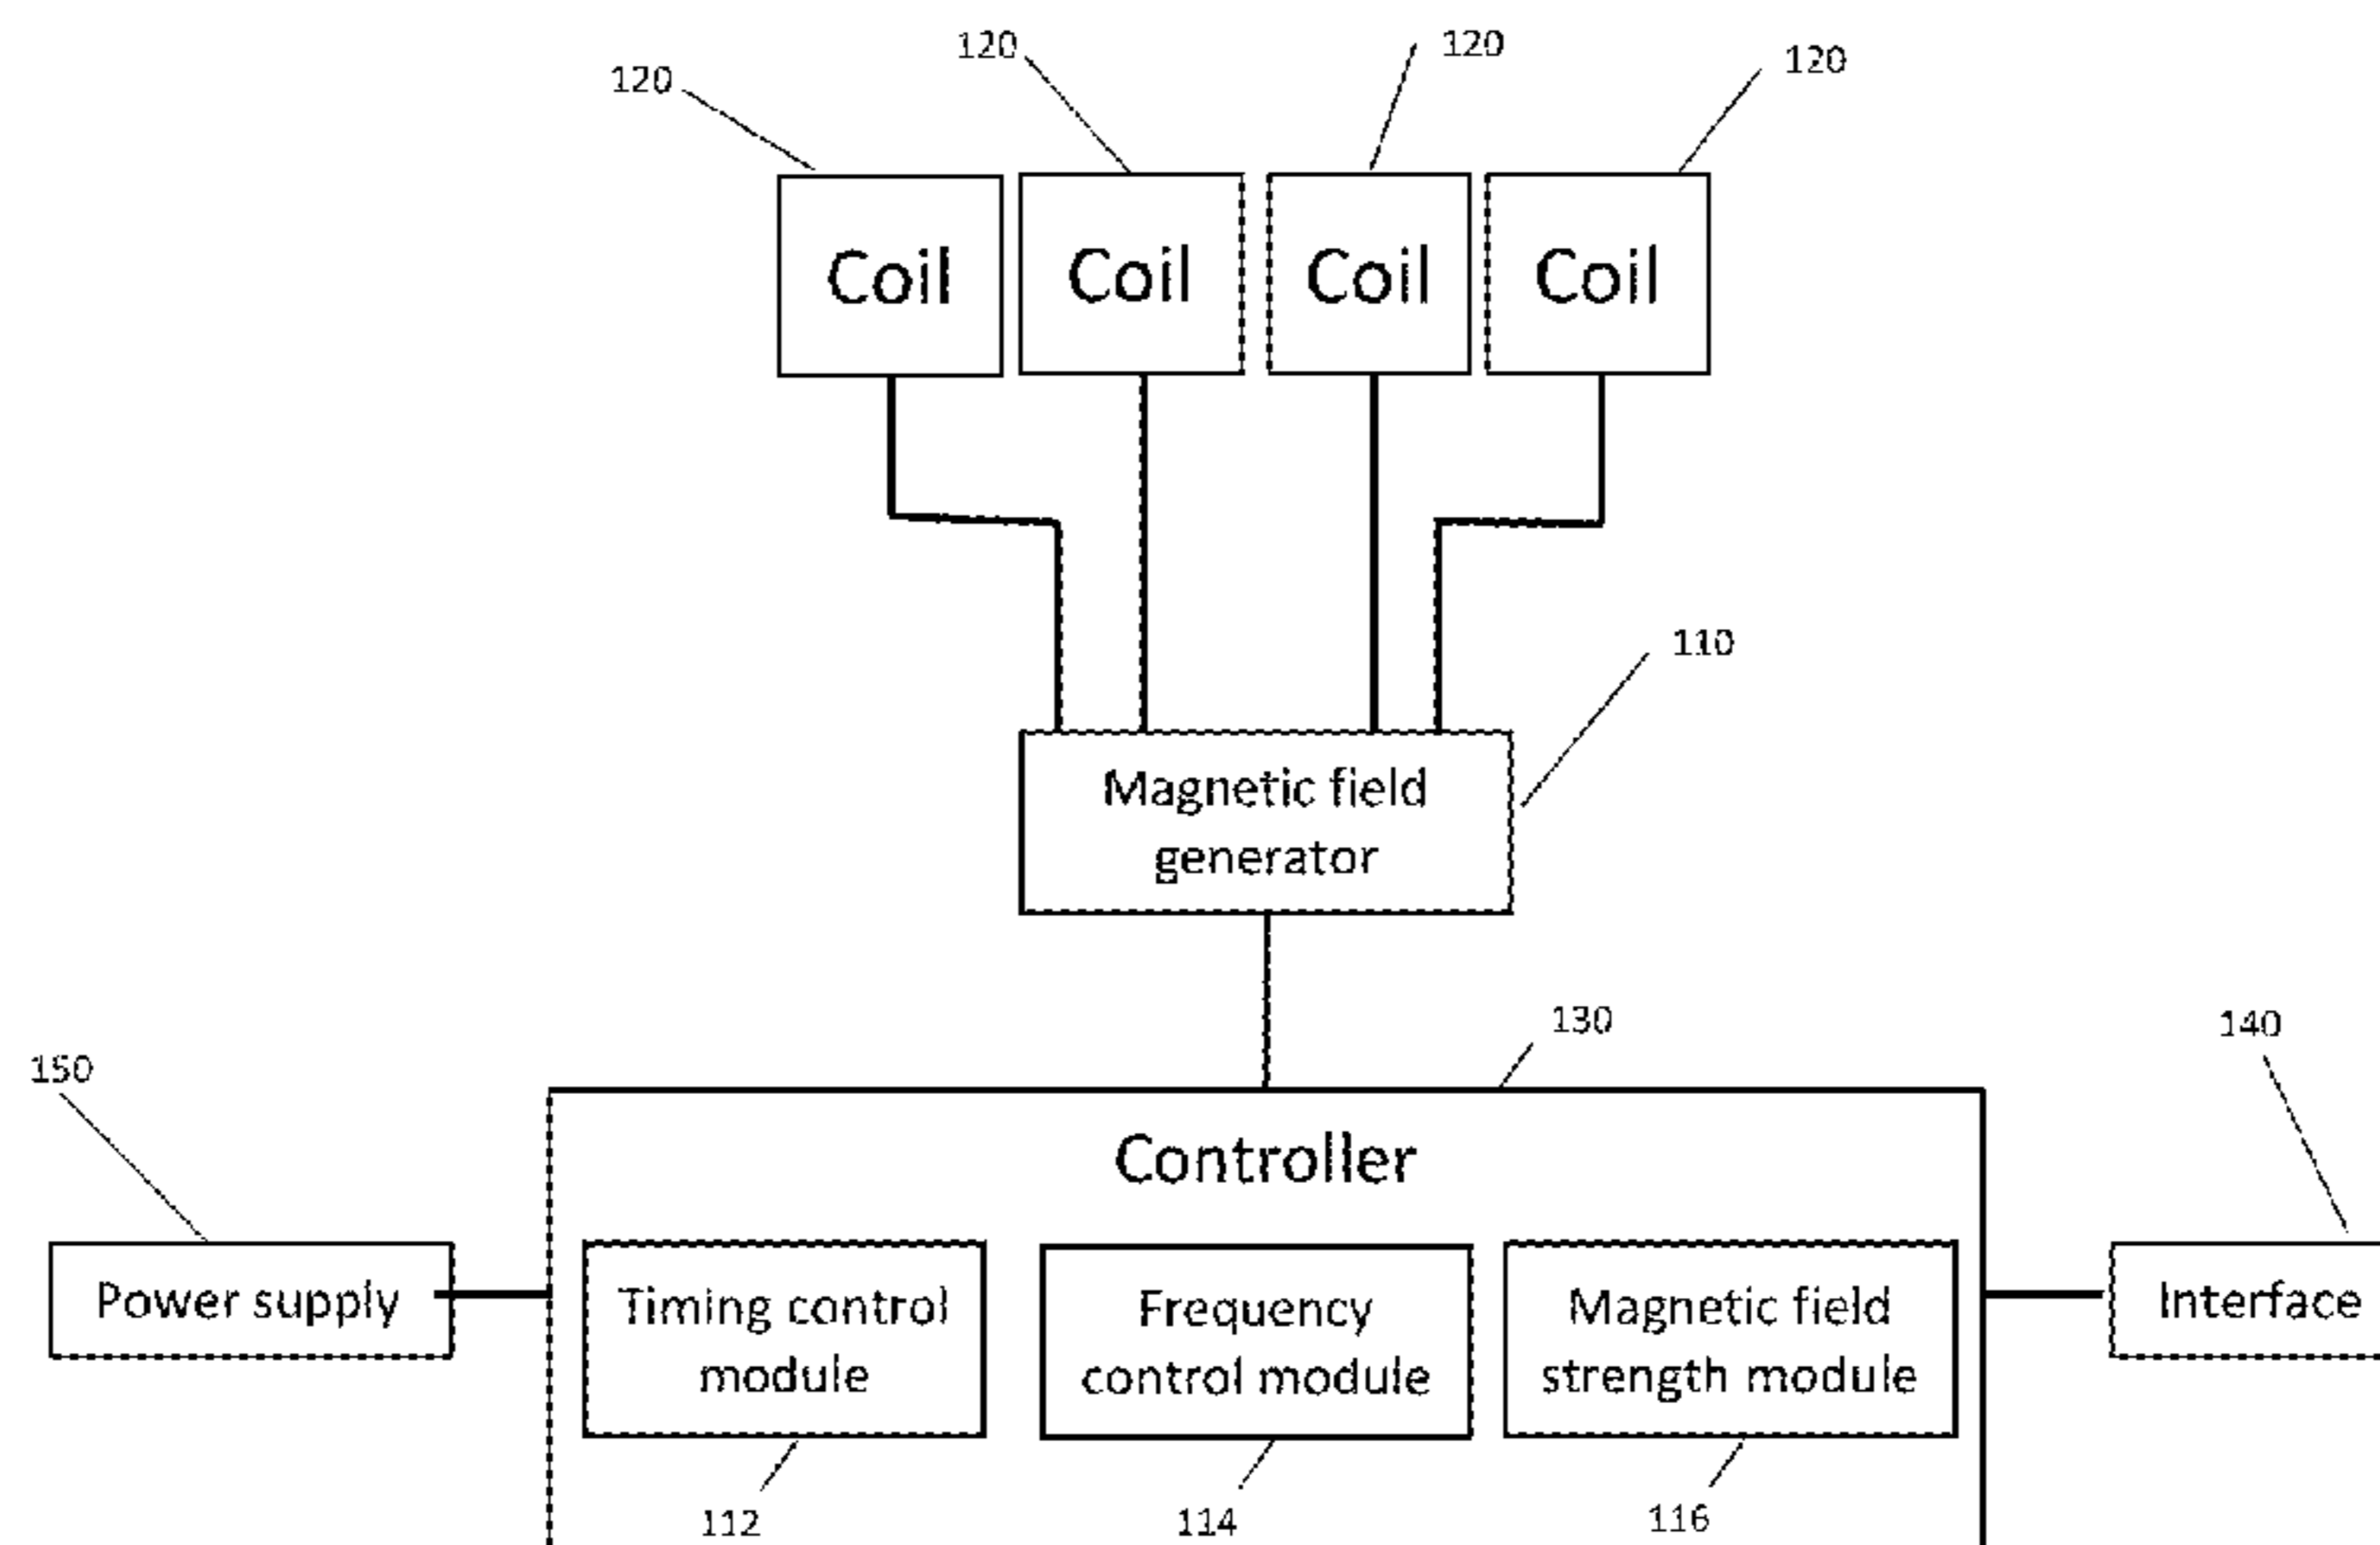 120
120
120
120
Coil
Coil
Coil
Coil
110
Magnetic field
generator
130
140
150
Controller
Power supply
Timing control
module
Frequency
control module
Magnetic field
strength module
Interface
112
114
116